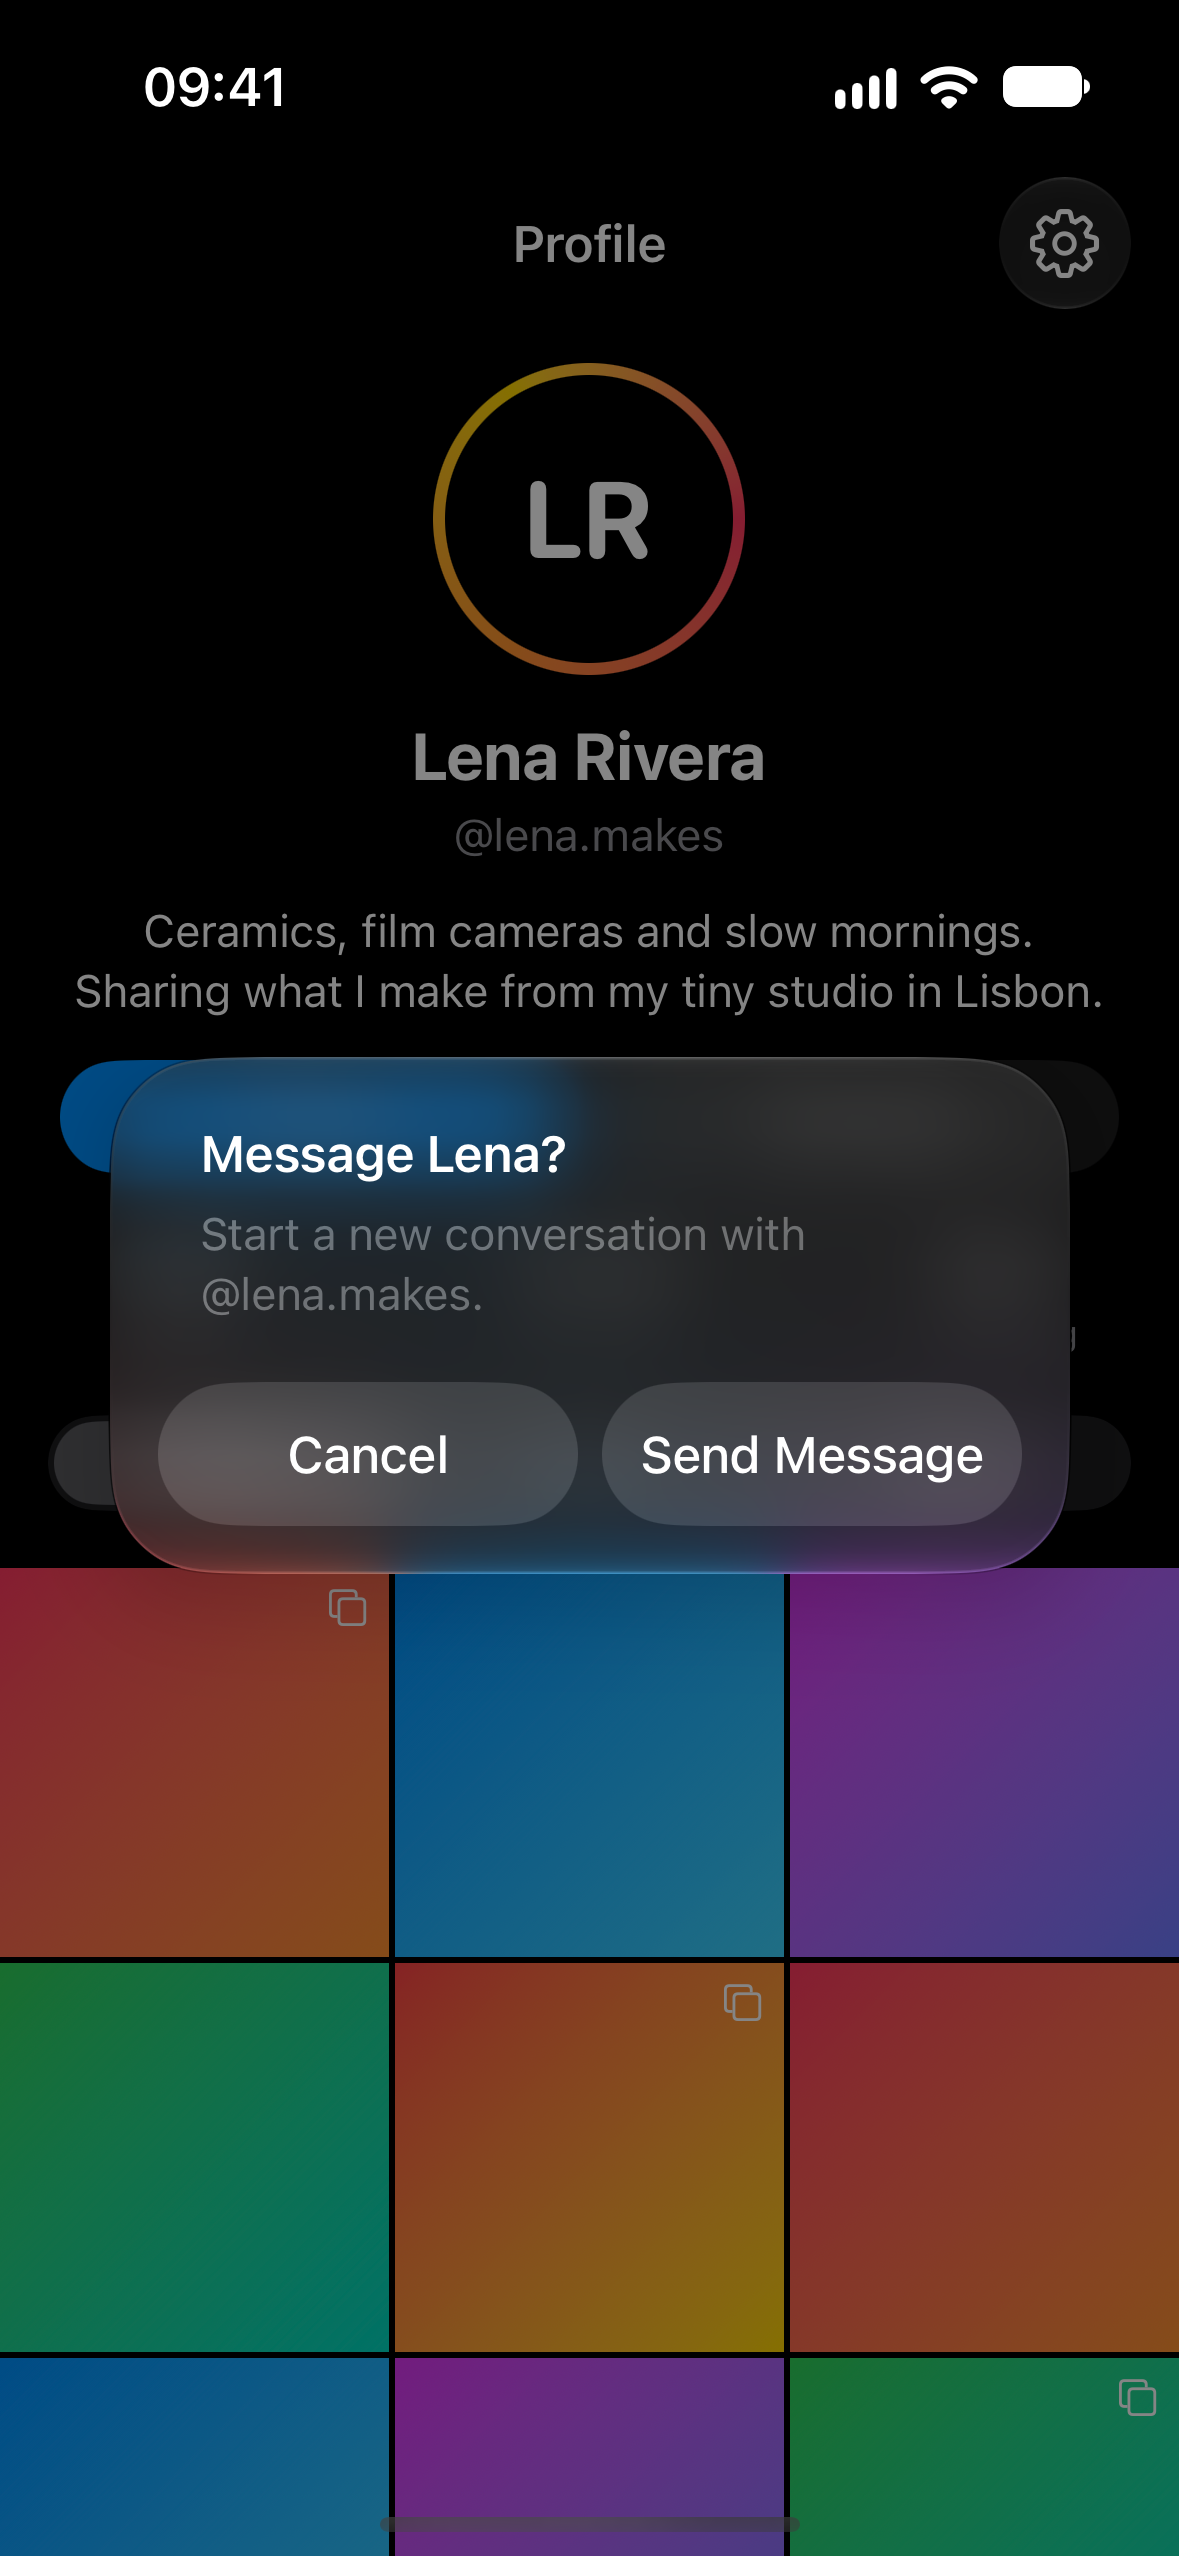 09:41
Profile
LR
Lena Rivera
@lena.makes
Ceramics, film cameras and slow mornings.
Sharing what I make from my tiny studio in Lisbon.
Message Lena?
Start a new conversation with
@lena.makes.
Cancel
Send Message